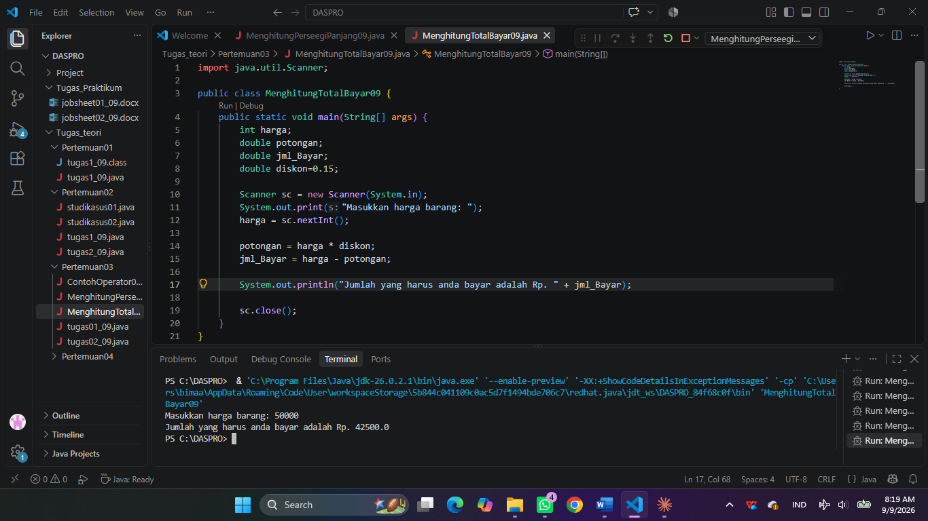 File Edit Selection View Go Run ··· DASPRO
Explorer ···
DASPRO
Project
Tugas_Praktikum
jobsheet01_09.docx
jobsheet02_09.docx
Tugas_teori
Pertemuan01
tugas1_09.class
tugas1_09.java
Pertemuan02
studikasus01.java
studikasus02.java
tugas1_09.java
tugas2_09.java
Pertemuan03
ContohOperator0...
MenghitungPerse...
MenghitungTotal...
tugas01_09.java
tugas02_09.java
Pertemuan04
Outline
Timeline
Java Projects
4
1
Welcome MenghitungPerseegiPanjang09.java MenghitungTotalBayar09.java MenghitungPerseegi...
Tugas_teori > Pertemuan03 > MenghitungTotalBayar09.java > MenghitungTotalBayar09 > main(String[])
1 import java.util.Scanner;
2
3 public class MenghitungTotalBayar09 {
Run | Debug
4 public static void main(String[] args) {
5 int harga;
6 double potongan;
7 double jml_Bayar;
8 double diskon=0.15;
9
10 Scanner sc = new Scanner(System.in);
11 System.out.print(s: "Masukkan harga barang: ");
12 harga = sc.nextInt();
13
14 potongan = harga * diskon;
15 jml_Bayar = harga - potongan;
16
17 System.out.println("Jumlah yang harus anda bayar adalah Rp. " + jml_Bayar);
18
19 sc.close();
20 }
21 }
Problems Output Debug Console Terminal Ports
PS C:\DASPRO> & 'C:\Program Files\Java\jdk-26.0.2.1\bin\java.exe' '--enable-preview' '-XX:+ShowCodeDetailsInExceptionMessages' '-cp' 'C:\Us
ers\bimaa\AppData\Roaming\Code\User\workspaceStorage\5b844c041109c0ac5d7f1494bde706c7\redhat.java\jdt_ws\DASPRO_84f68c0f\bin' 'MenghitungTotal
Bayar09'
Masukkan harga barang: 50000
Jumlah yang harus anda bayar adalah Rp. 42500.0
PS C:\DASPRO>
Run: Meng...
Run: Meng...
Run: Meng...
Run: Meng...
Run: Meng...
0 0 Java: Ready Ln 17, Col 68 Spaces: 4 UTF-8 CRLF {} Java
Search 4 IND 8:19 AM
9/9/2026